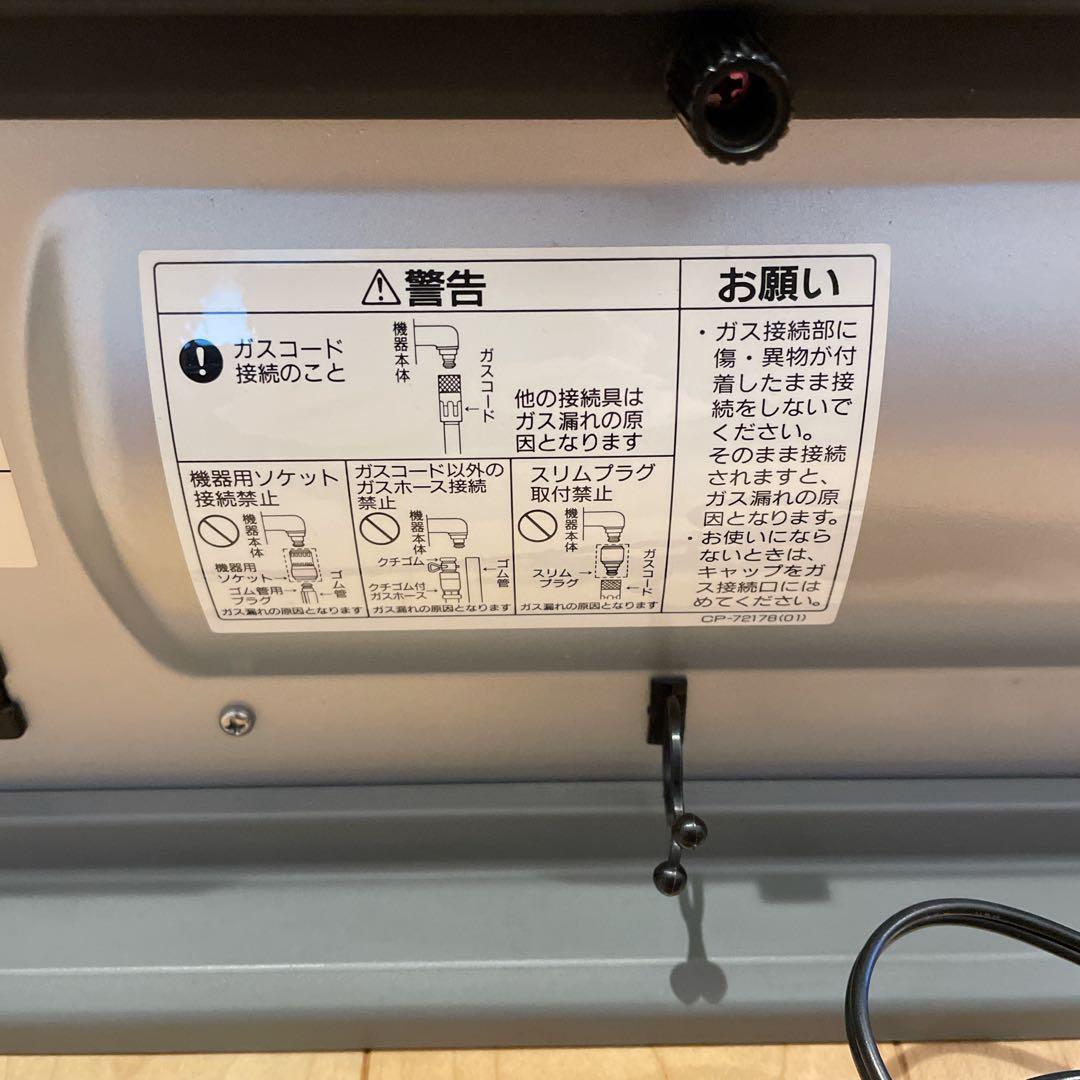 ⚠警告
ガスコード
接続のこと
機器本体
ガスコード
他の接続具は
ガス漏れの原
因となります
機器用ソケット
接続禁止
機器本体
機器用
ソケット
ゴム管用
プラグ
ゴム管
ガス漏れの原因となります
ガスコード以外の
ガスホース接続
禁止
機器本体
クチゴム
クチゴム付
ガスホース
ゴム管
ガス漏れの原因となります
スリムプラグ
取付禁止
機器本体
スリム
プラグ
ガスコード
ガス漏れの原因となります
お願い
・ガス接続部に
傷・異物が付
着したまま接
続をしないで
ください。
そのまま接続
されますと、
ガス漏れの原
因となります。
・お使いになら
ないときは、
キャップをガ
ス接続口には
めてください。
CP-72178(01)